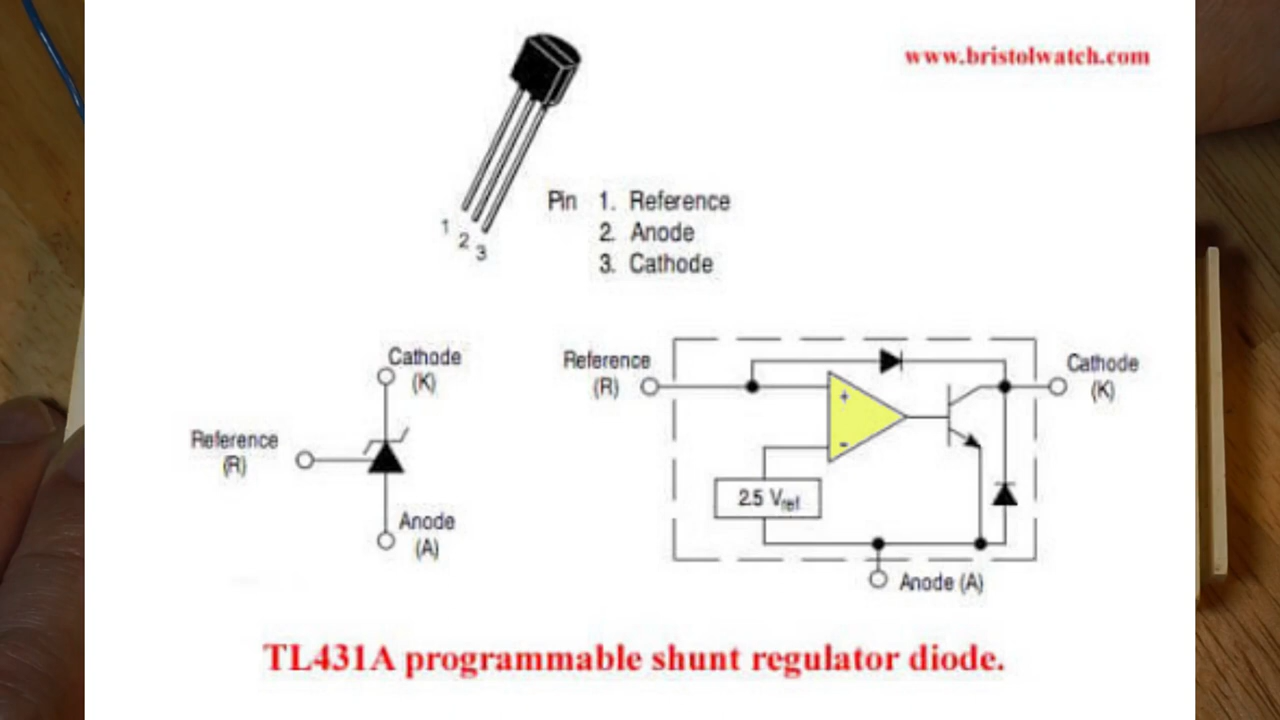 www.bristolwatch.com
Pin 1. Reference
2. Anode
3. Cathode
1
2
3
Cathode
(K)
Reference
(R)
Anode
(A)
Reference
(R)
Cathode
(K)
+
-
2.5 Vref
Anode (A)
TL431A programmable shunt regulator diode.